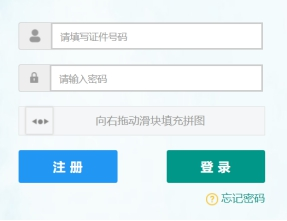 请填写证件号码
请输入密码
向右拖动滑块填充拼图
注 册 登 录
? 忘记密码